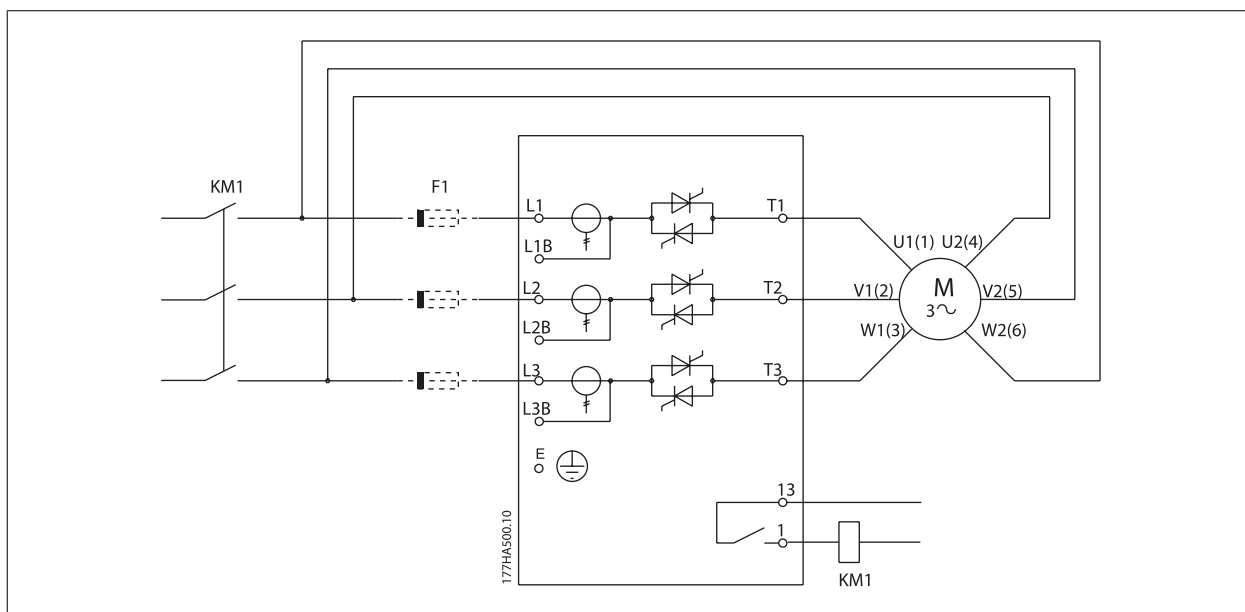 KM1
F1
L1
T1
L1B
U1(1) U2(4)
L2
T2
V1(2)
M
3
V2(5)
L2B
W1(3)
W2(6)
L3
T3
L3B
E
13
1
177HA500.10
KM1